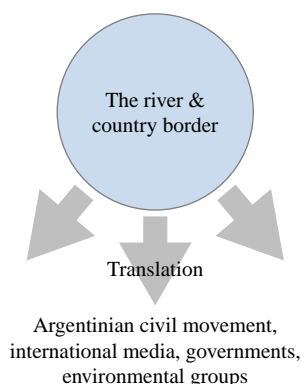 The river &
country border
Translation
Argentinian civil movement,
international media, governments,
environmental groups